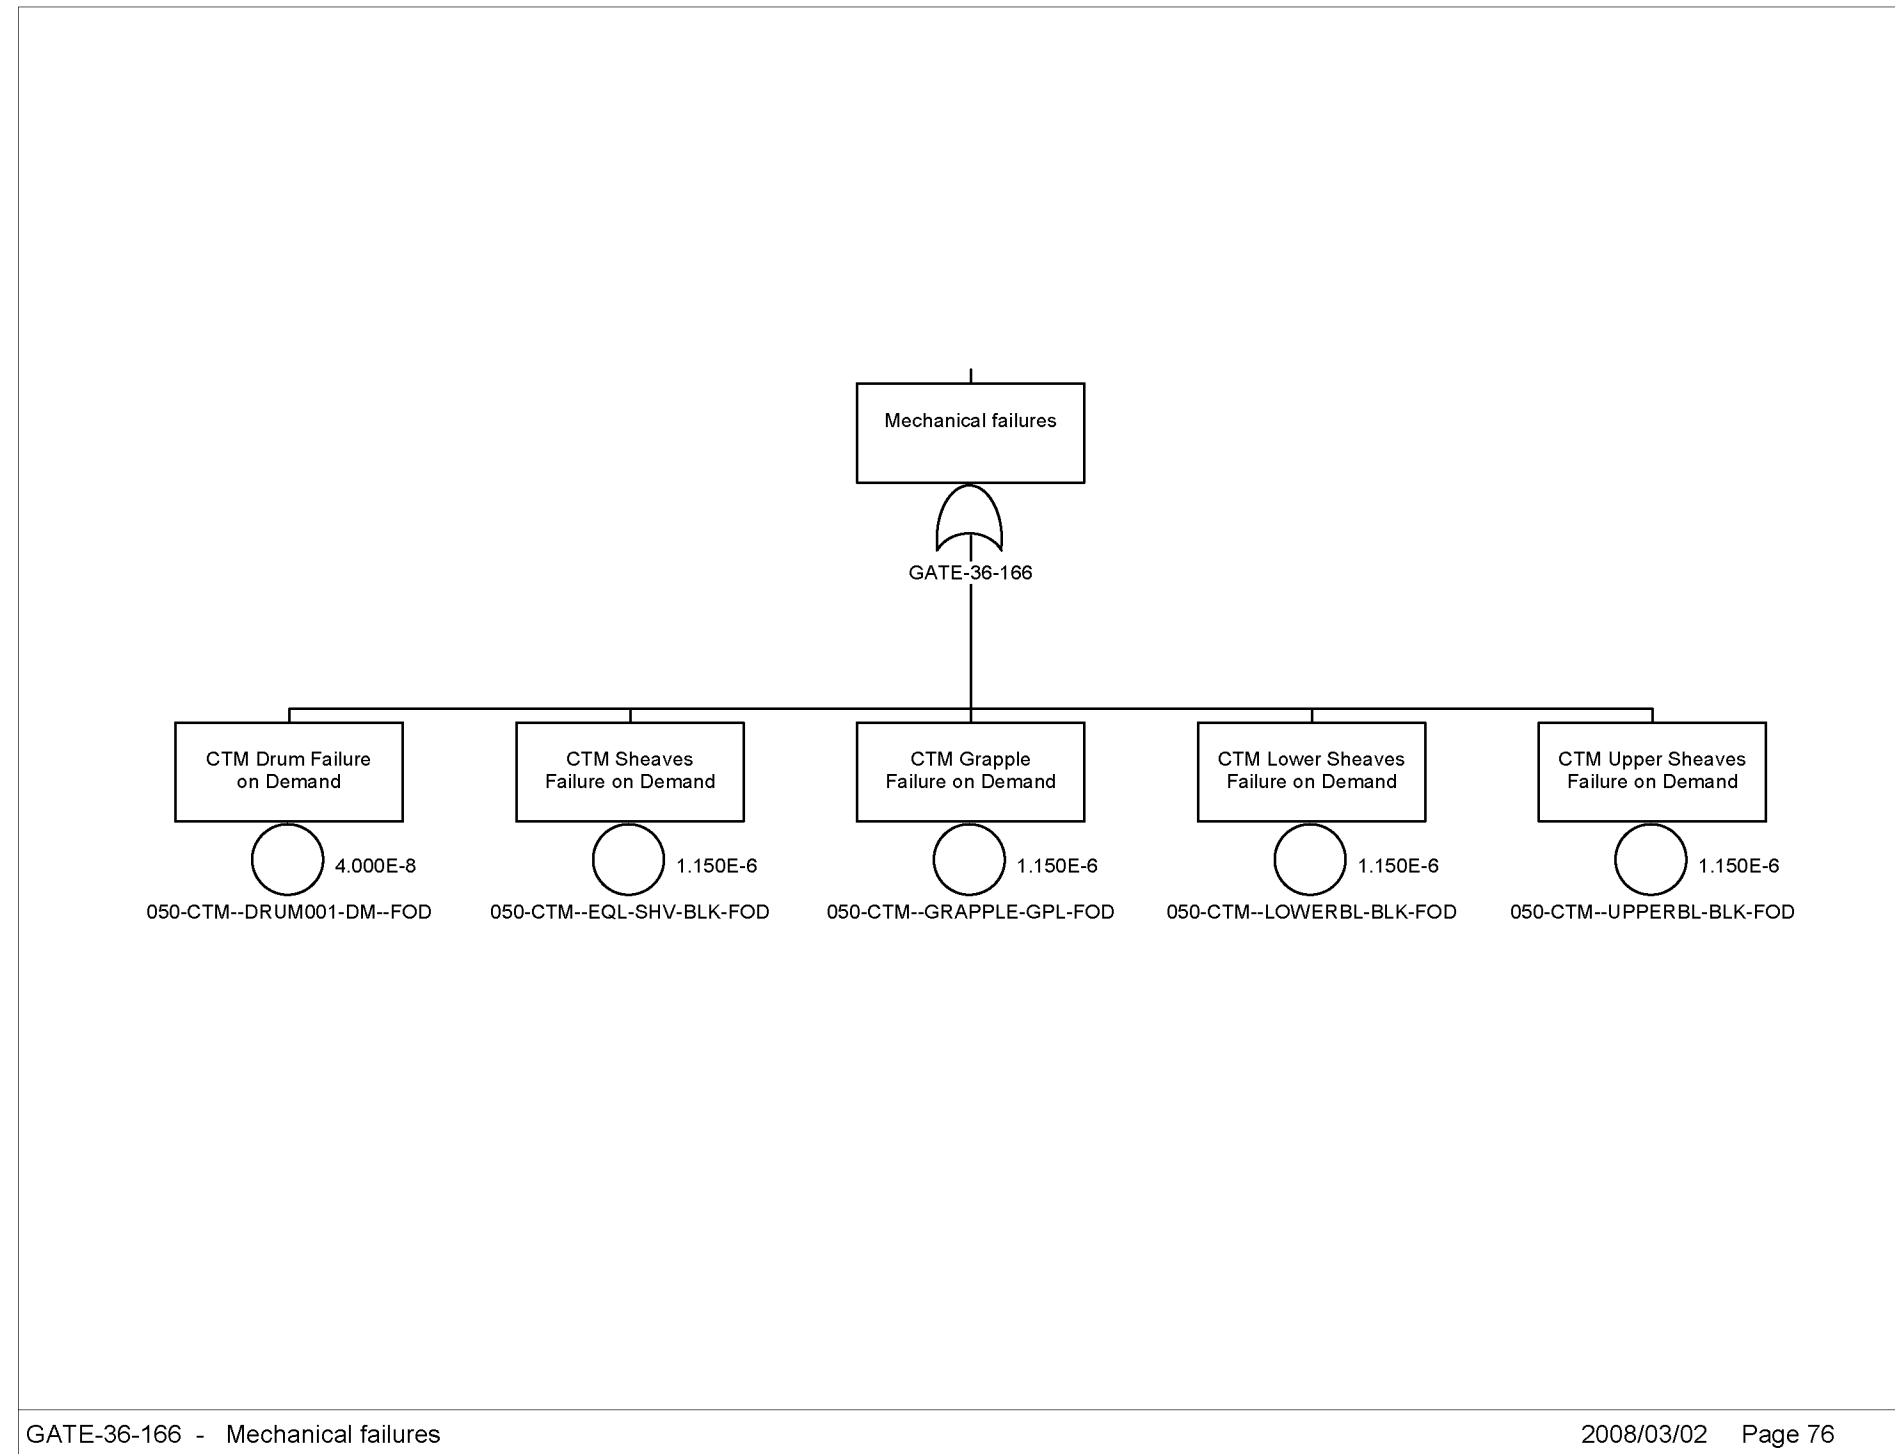 Mechanical failures
GATE-36-166
CTM Drum Failure
on Demand
CTM Sheaves
Failure on Demand
CTM Grapple
Failure on Demand
CTM Lower Sheaves
Failure on Demand
CTM Upper Sheaves
Failure on Demand
4.000E-8
1.150E-6
1.150E-6
1.150E-6
1.150E-6
050-CTM--DRUM001-DM--FOD
050-CTM--EQL-SHV-BLK-FOD
050-CTM--GRAPPLE-GPL-FOD
050-CTM--LOWERBL-BLK-FOD
050-CTM--UPPERBL-BLK-FOD
GATE-36-166 - Mechanical failures
2008/03/02 Page 76